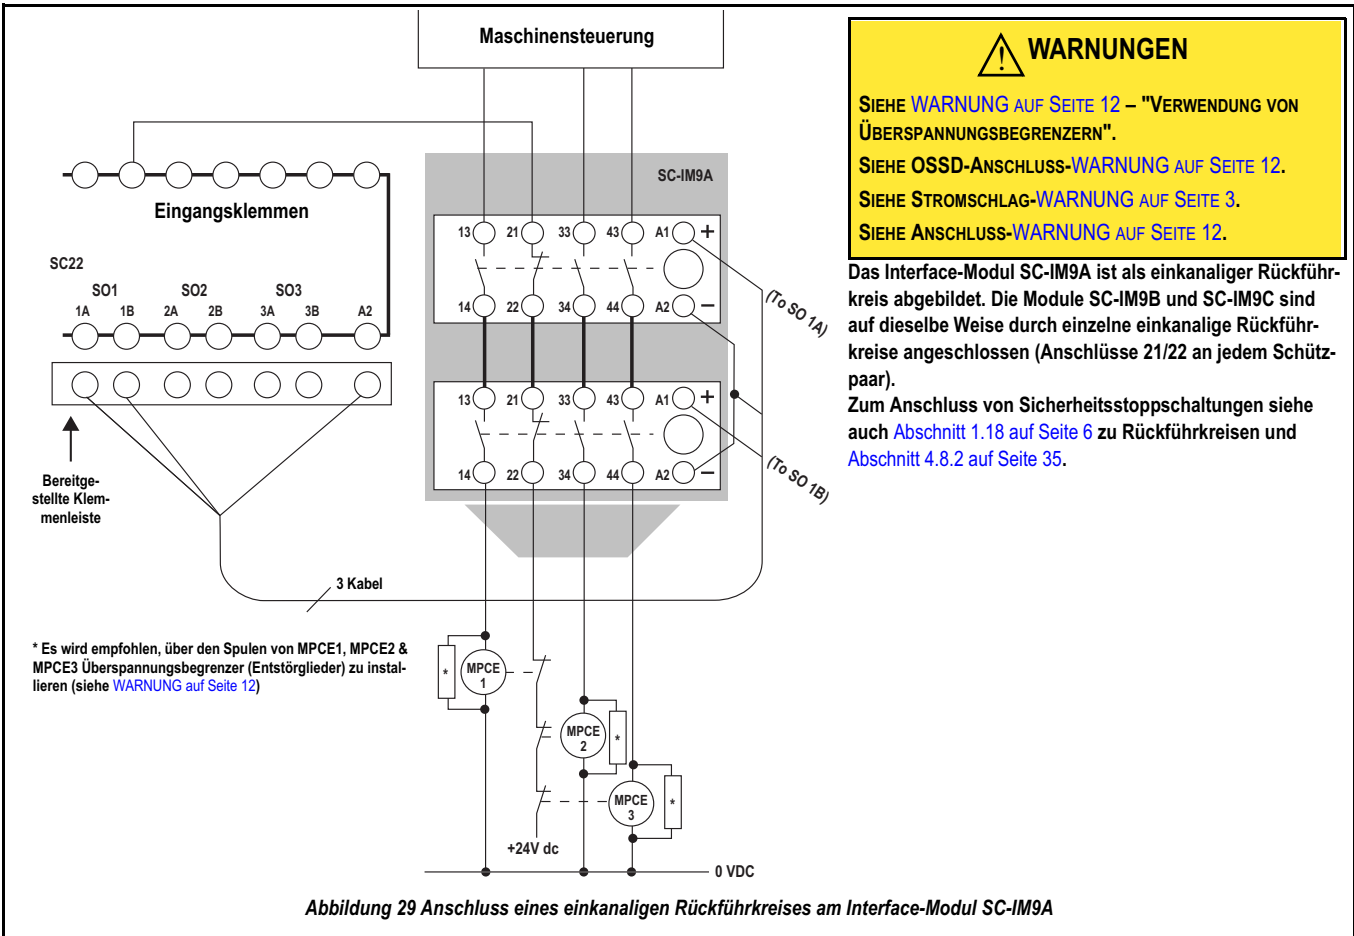 Maschinensteuerung
SC-IM9A
Eingangsklemmen
SC22
SO1 SO2 SO3
1A 1B 2A 2B 3A 3B A2
13 21 33 43 A1 +
14 22 34 44 A2 −
(To SO 1A)
13 21 33 43 A1 +
14 22 34 44 A2 −
(To SO 1B)
Bereitge-
stellte Klem-
menleiste
3 Kabel
* Es wird empfohlen, über den Spulen von MPCE1, MPCE2 &
MPCE3 Überspannungsbegrenzer (Entstörglieder) zu instal-
lieren (siehe WARNUNG auf Seite 12)
*
MPCE
1
MPCE
2
*
MPCE
3
*
+24V dc
0 VDC
WARNUNGEN
SIEHE WARNUNG AUF SEITE 12 – "VERWENDUNG VON
ÜBERSPANNUNGSBEGRENZERN".
SIEHE OSSD-ANSCHLUSS-WARNUNG AUF SEITE 12.
SIEHE STROMSCHLAG-WARNUNG AUF SEITE 3.
SIEHE ANSCHLUSS-WARNUNG AUF SEITE 12.
Das Interface-Modul SC-IM9A ist als einkanaliger Rückführ-
kreis abgebildet. Die Module SC-IM9B und SC-IM9C sind
auf dieselbe Weise durch einzelne einkanalige Rückführ-
kreise angeschlossen (Anschlüsse 21/22 an jedem Schütz-
paar).
Zum Anschluss von Sicherheitsstoppschaltungen siehe
auch Abschnitt 1.18 auf Seite 6 zu Rückführkreisen und
Abschnitt 4.8.2 auf Seite 35.
Abbildung 29 Anschluss eines einkanaligen Rückführkreises am Interface-Modul SC-IM9A